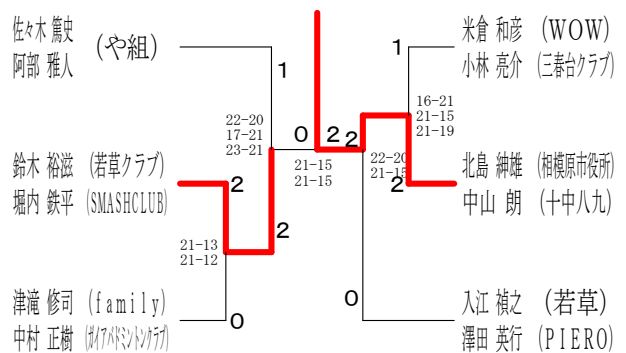 佐々木 篤史 (や組)
阿部 雅人
鈴木 裕滋 (若草クラブ)
堀内 鉄平 (SMASHCLUB)
津滝 修司 (family)
中村 正樹 (ガイアバドミントンクラブ)
1
22-20
17-21
23-21
2
2
21-13
21-12
0
0
2
2
21-15
21-15
1
16-21
21-15
21-19
22-20
21-15
2
0
米倉 和彦 (WOW)
小林 亮介 (三春台クラブ)
北島 紳雄 (相模原市役所)
中山 朗 (十中八九)
入江 禎之 (若草)
澤田 英行 (PIERO)